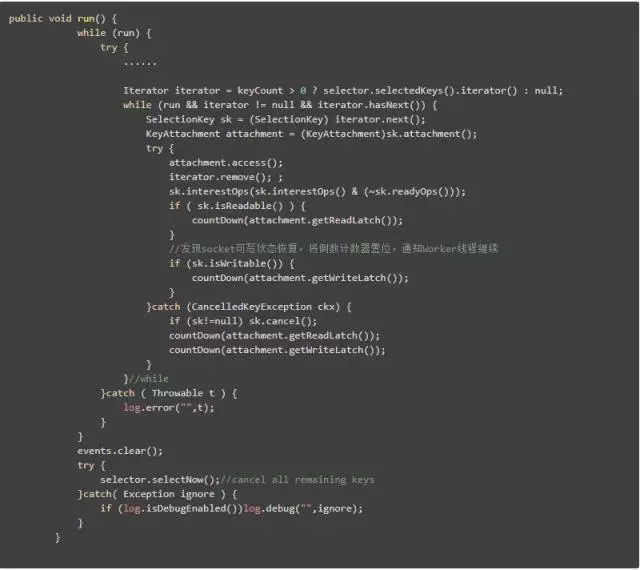 public void run() {
while (run) {
try {
......
Iterator iterator = keyCount > 0 ? selector.selectedKeys().iterator() : null;
while (run && iterator != null && iterator.hasNext()) {
SelectionKey sk = (SelectionKey) iterator.next();
KeyAttachment attachment = (KeyAttachment)sk.attachment();
try {
attachment.access();
iterator.remove(); ;
sk.interestOps(sk.interestOps() & (~sk.readyOps()));
if ( sk.isReadable() ) {
countDown(attachment.getReadLatch());
}
//发现socket可写状态恢复，将倒数计数器置位，通知Worker线程继续
if (sk.isWritable()) {
countDown(attachment.getWriteLatch());
}
}catch (CancelledKeyException ckx) {
if (sk!=null) sk.cancel();
countDown(attachment.getReadLatch());
countDown(attachment.getWriteLatch());
}
}//while
}catch ( Throwable t ) {
log.error("",t);
}
}
events.clear();
try {
selector.selectNow();//cancel all remaining keys
}catch( Exception ignore ) {
if (log.isDebugEnabled())log.debug("",ignore);
}
}